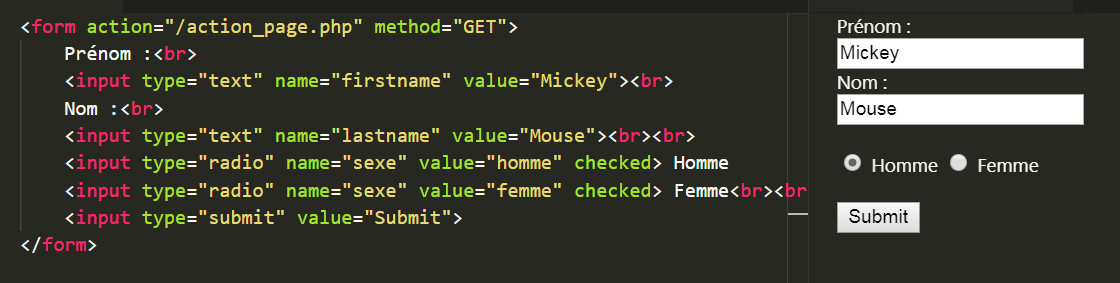 <form action="/action_page.php" method="GET">
Prénom :<br>
<input type="text" name="firstname" value="Mickey"><br>
Nom :<br>
<input type="text" name="lastname" value="Mouse"><br><br>
<input type="radio" name="sexe" value="homme" checked> Homme
<input type="radio" name="sexe" value="femme" checked> Femme<br><br
<input type="submit" value="Submit">
</form>
Prénom :
Mickey
Nom :
Mouse
Homme Femme
Submit